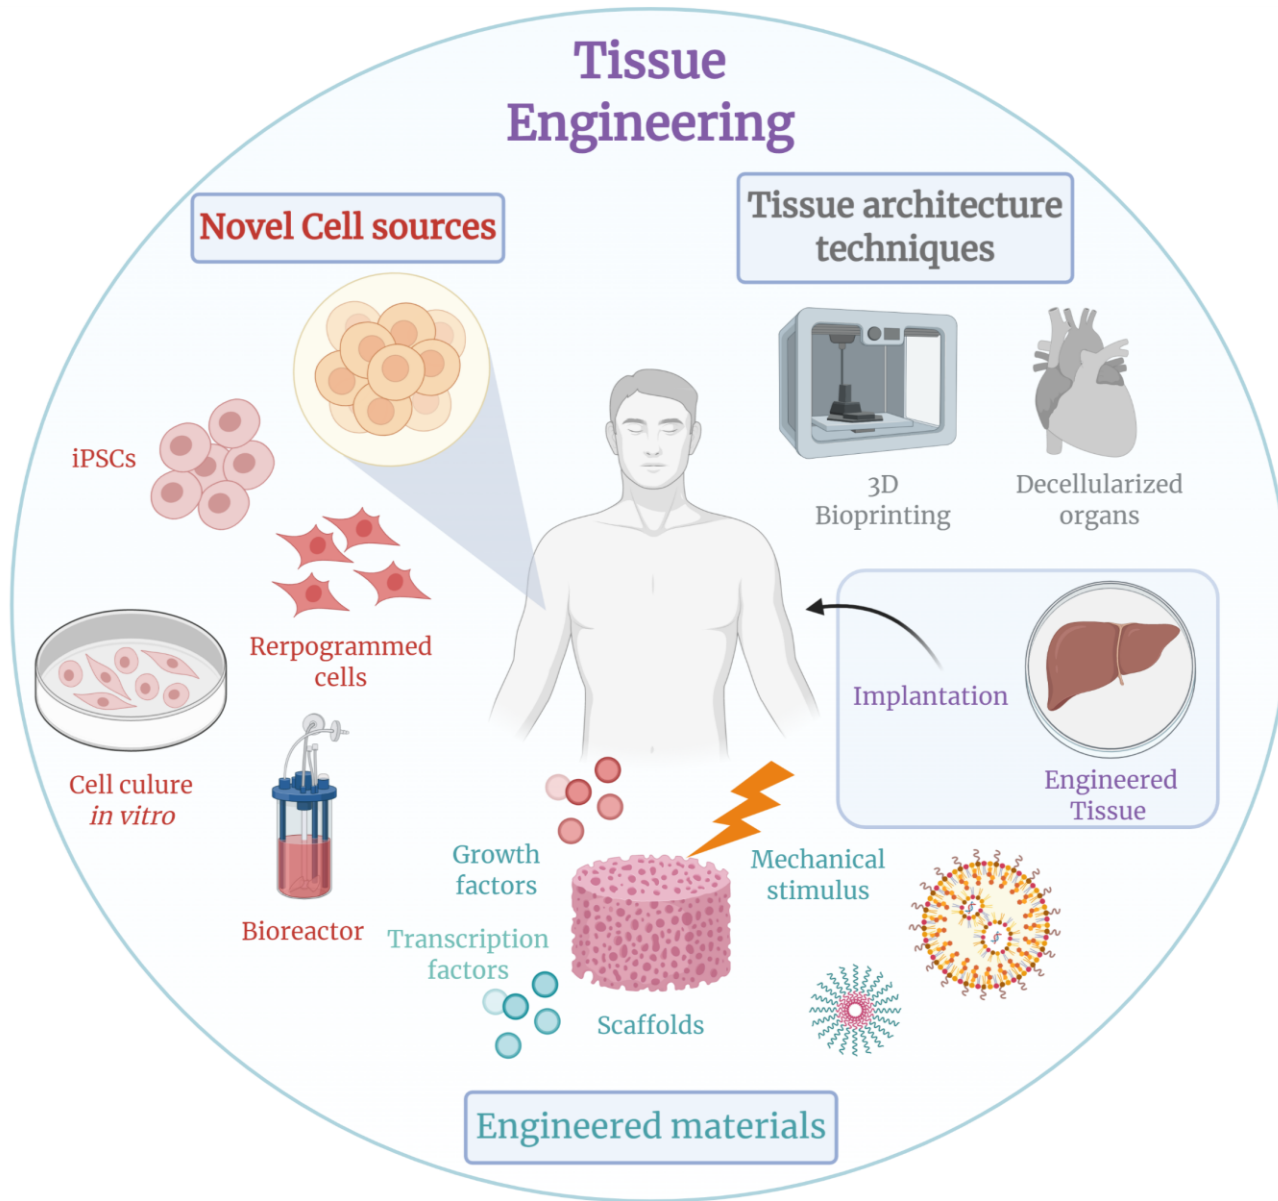 Tissue
Engineering
Novel Cell sources
Tissue architecture
techniques
iPSCs
Rerpogrammed
cells
Cell culure
in vitro
Bioreactor
3D
Bioprinting
Decellularized
organs
Implantation
Engineered
Tissue
Growth
factors
Mechanical
stimulus
Transcription
factors
Scaffolds
Engineered materials